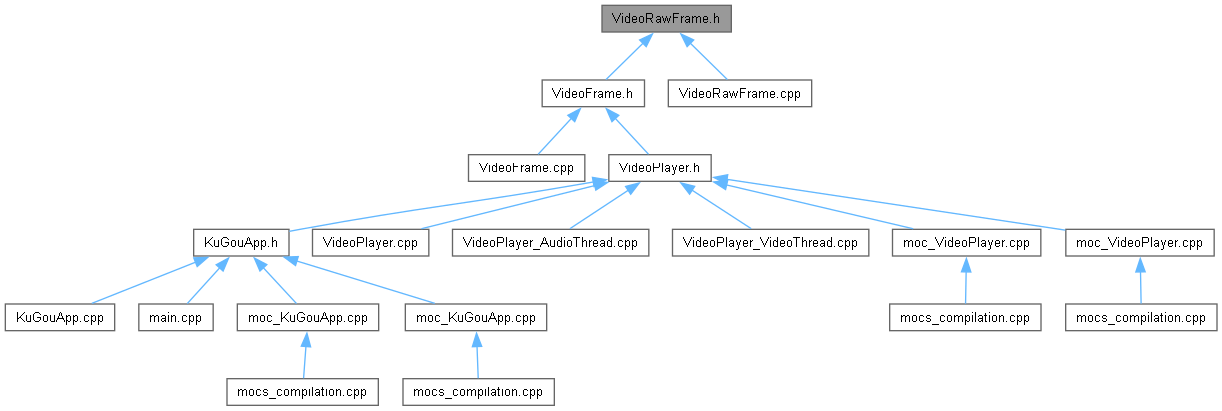 VideoRawFrame.h
VideoFrame.h
VideoRawFrame.cpp
VideoFrame.cpp
VideoPlayer.h
KuGouApp.h
VideoPlayer.cpp
VideoPlayer_AudioThread.cpp
VideoPlayer_VideoThread.cpp
moc_VideoPlayer.cpp
moc_VideoPlayer.cpp
KuGouApp.cpp
main.cpp
moc_KuGouApp.cpp
moc_KuGouApp.cpp
mocs_compilation.cpp
mocs_compilation.cpp
mocs_compilation.cpp
mocs_compilation.cpp